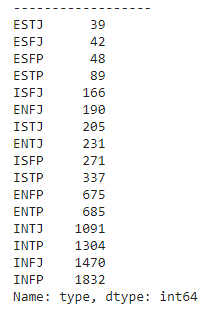 ------------------
ESTJ      39
ESFJ      42
ESFP      48
ESTP      89
ISFJ     166
ENFJ     190
ISTJ     205
ENTJ     231
ISFP     271
ISTP     337
ENFP     675
ENTP     685
INTJ    1091
INTP    1304
INFJ    1470
INFP    1832
Name: type, dtype: int64